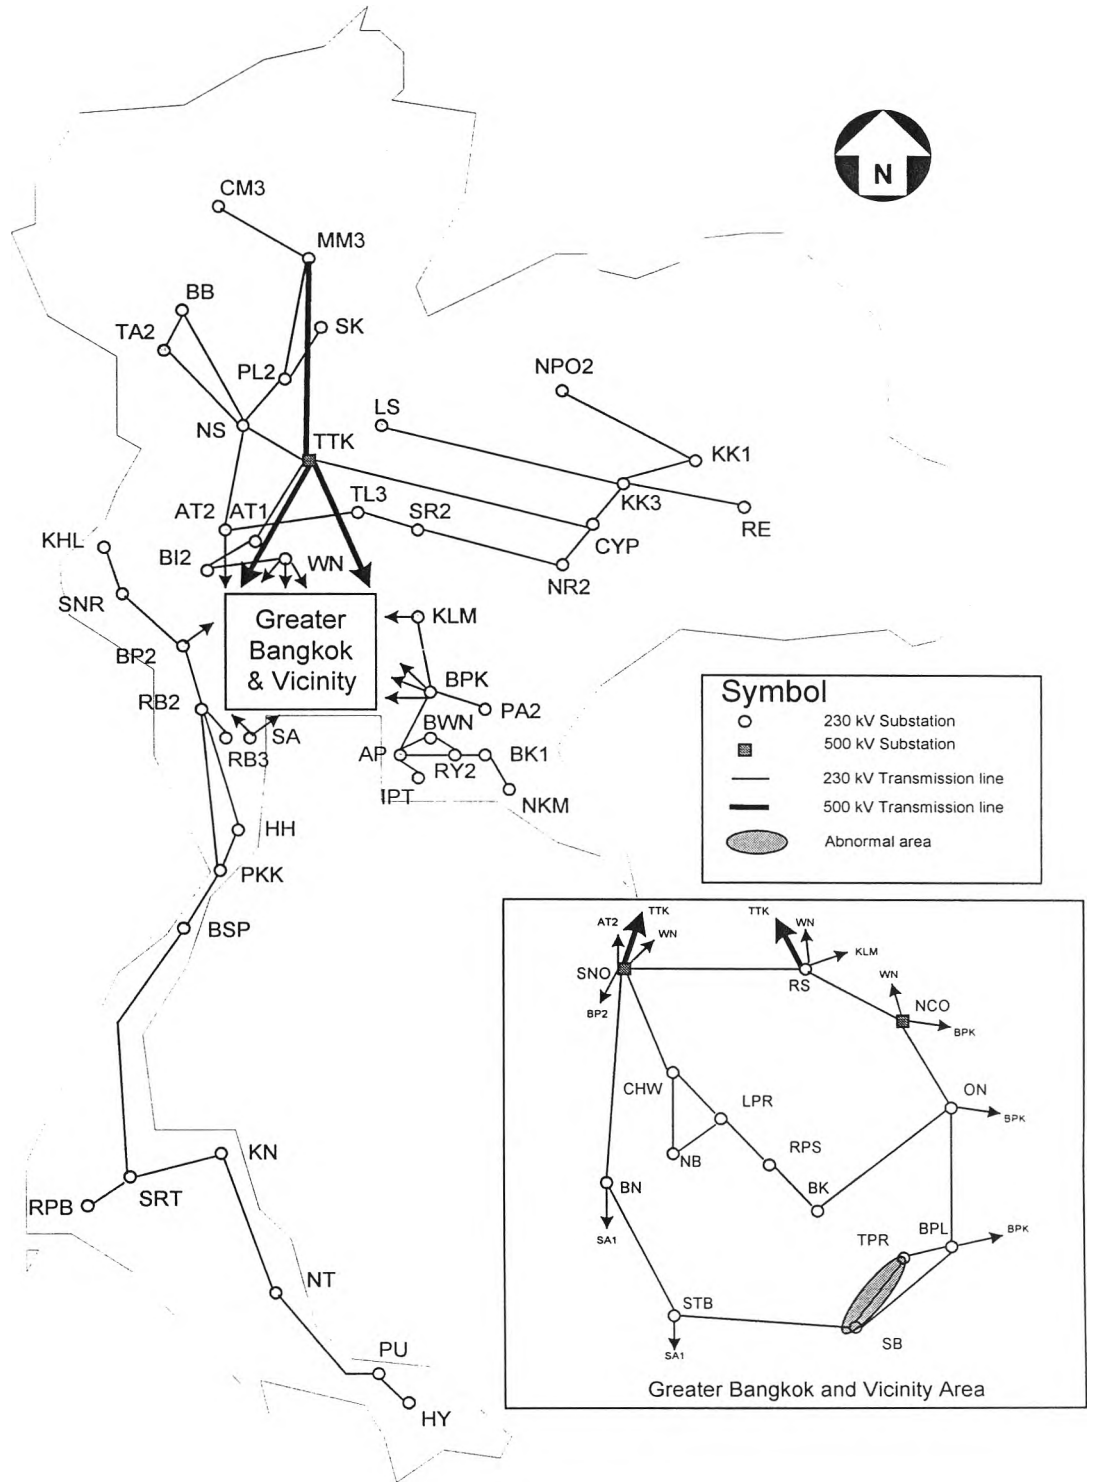 N
CM3
MM3
BB
SK
TA2
PL2
NPO2
LS
NS
TTK
KK1
TL3
KK3
AT2
AT1
SR2
RE
KHL
CYP
BI2
WN
NR2
SNR
Greater
Bangkok
& Vicinity
KLM
BP2
BPK
RB2
PA2
BWN
SA
RB3
AP
BK1
RY2
IPT
NKM
HH
PKK
BSP
KN
SRT
RPB
NT
PU
HY
Symbol
230 kV Substation
500 kV Substation
230 kV Transmission line
500 kV Transmission line
Abnormal area
AT2
TTK
WN
TTK
WN
KLM
SNO
RS
WN
NCO
BP2
BPK
CHW
LPR
ON
BPK
NB
RPS
BN
BK
SA1
TPR
BPL
BPK
STB
SB
SA1
Greater Bangkok and Vicinity Area